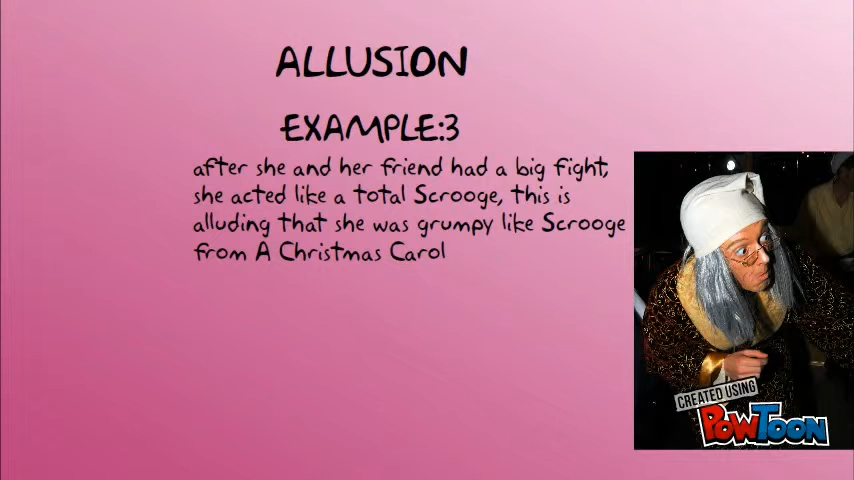 ALLUSION
EXAMPLE:3
after she and her friend had a big fight,
she acted like a total Scrooge, this is
alluding that she was grumpy like Scrooge
from A Christmas Carol
CREATED USING
POWTOON